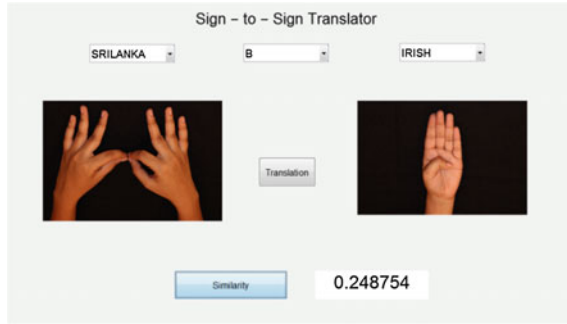 Sign – to – Sign Translator
SRILANKA B IRISH
Translation
Similarity 0.248754